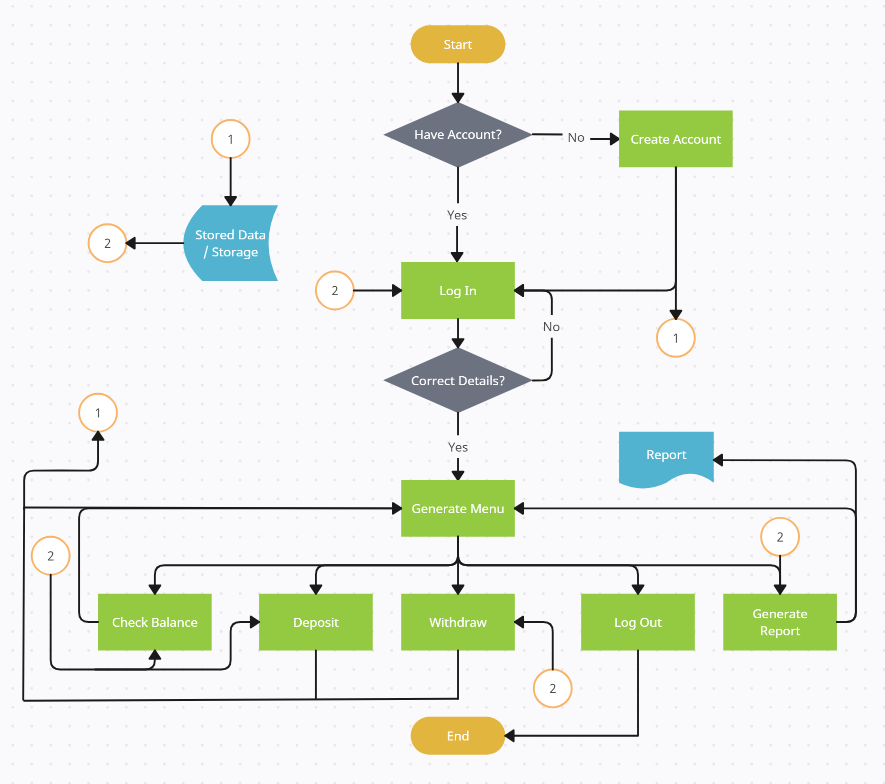 Start
Have Account?
No
Create Account
1
Stored Data
/ Storage
2
Yes
2
Log In
No
1
Correct Details?
1
Yes
Report
Generate Menu
2
2
Check Balance
Deposit
Withdraw
Log Out
Generate
Report
2
End